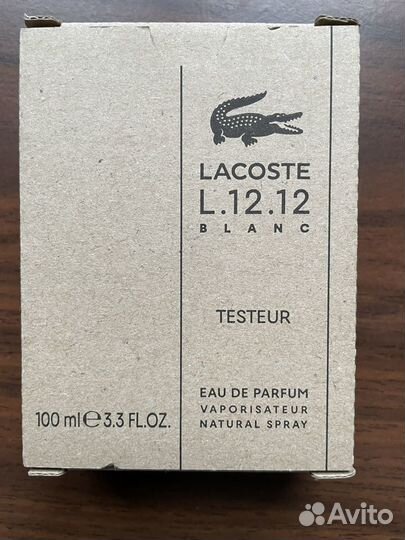 LACOSTE
L.12.12
BLANC
TESTEUR
EAU DE PARFUM
VAPORISATEUR
NATURAL SPRAY
100 ml℮3.3 FL.OZ.
Avito